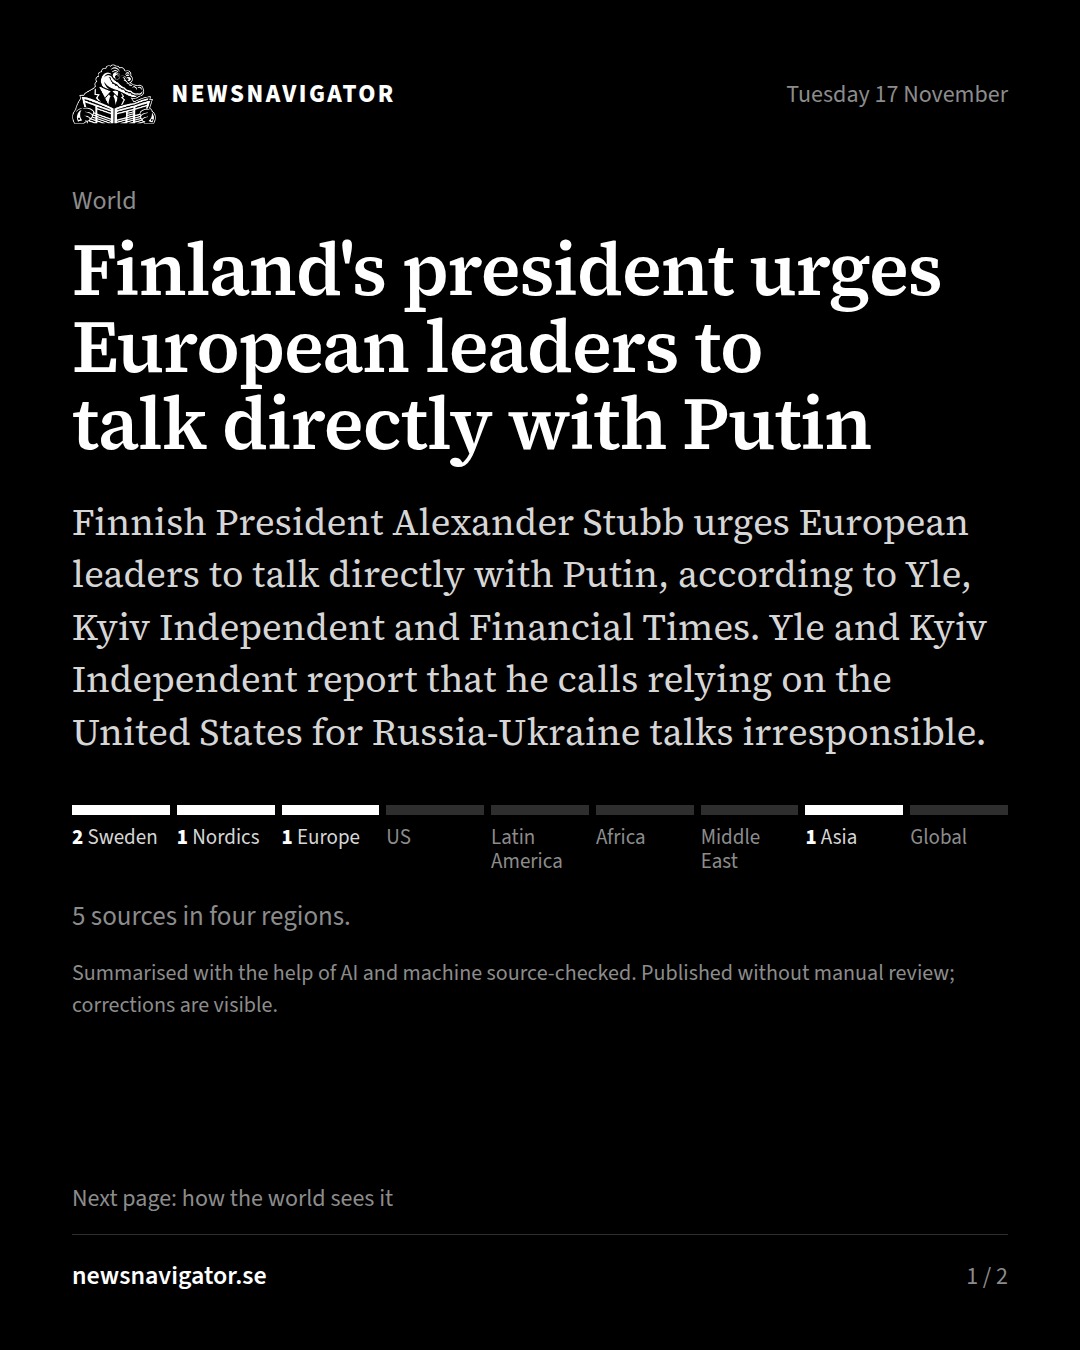 NEWSNAVIGATOR
Tuesday 17 November
World
Finland's president urges
European leaders to
talk directly with Putin
Finnish President Alexander Stubb urges European
leaders to talk directly with Putin, according to Yle,
Kyiv Independent and Financial Times. Yle and Kyiv
Independent report that he calls relying on the
United States for Russia-Ukraine talks irresponsible.
2 Sweden
1 Nordics
1 Europe
US
Latin
America
Africa
Middle
East
1 Asia
Global
5 sources in four regions.
Summarised with the help of AI and machine source-checked. Published without manual review;
corrections are visible.
Next page: how the world sees it
newsnavigator.se
1 / 2